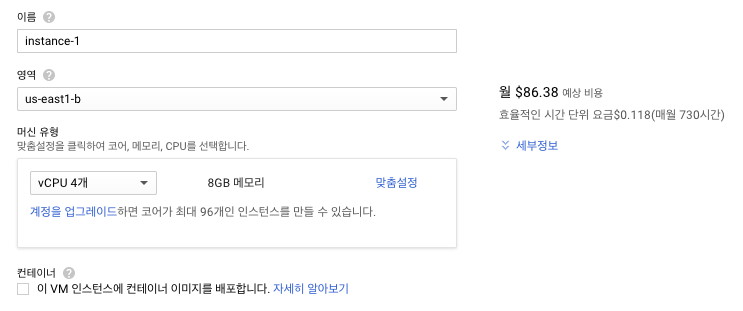 이름
instance-1
영역
us-east1-b
머신 유형
맞춤설정을 클릭하여 코어, 메모리, CPU를 선택합니다.
vCPU 4개 8GB 메모리 맞춤설정
계정을 업그레이드하면 코어가 최대 96개인 인스턴스를 만들 수 있습니다.
컨테이너
이 VM 인스턴스에 컨테이너 이미지를 배포합니다. 자세히 알아보기
월 $86.38 예상 비용
효율적인 시간 단위 요금$0.118(매월 730시간)
세부정보